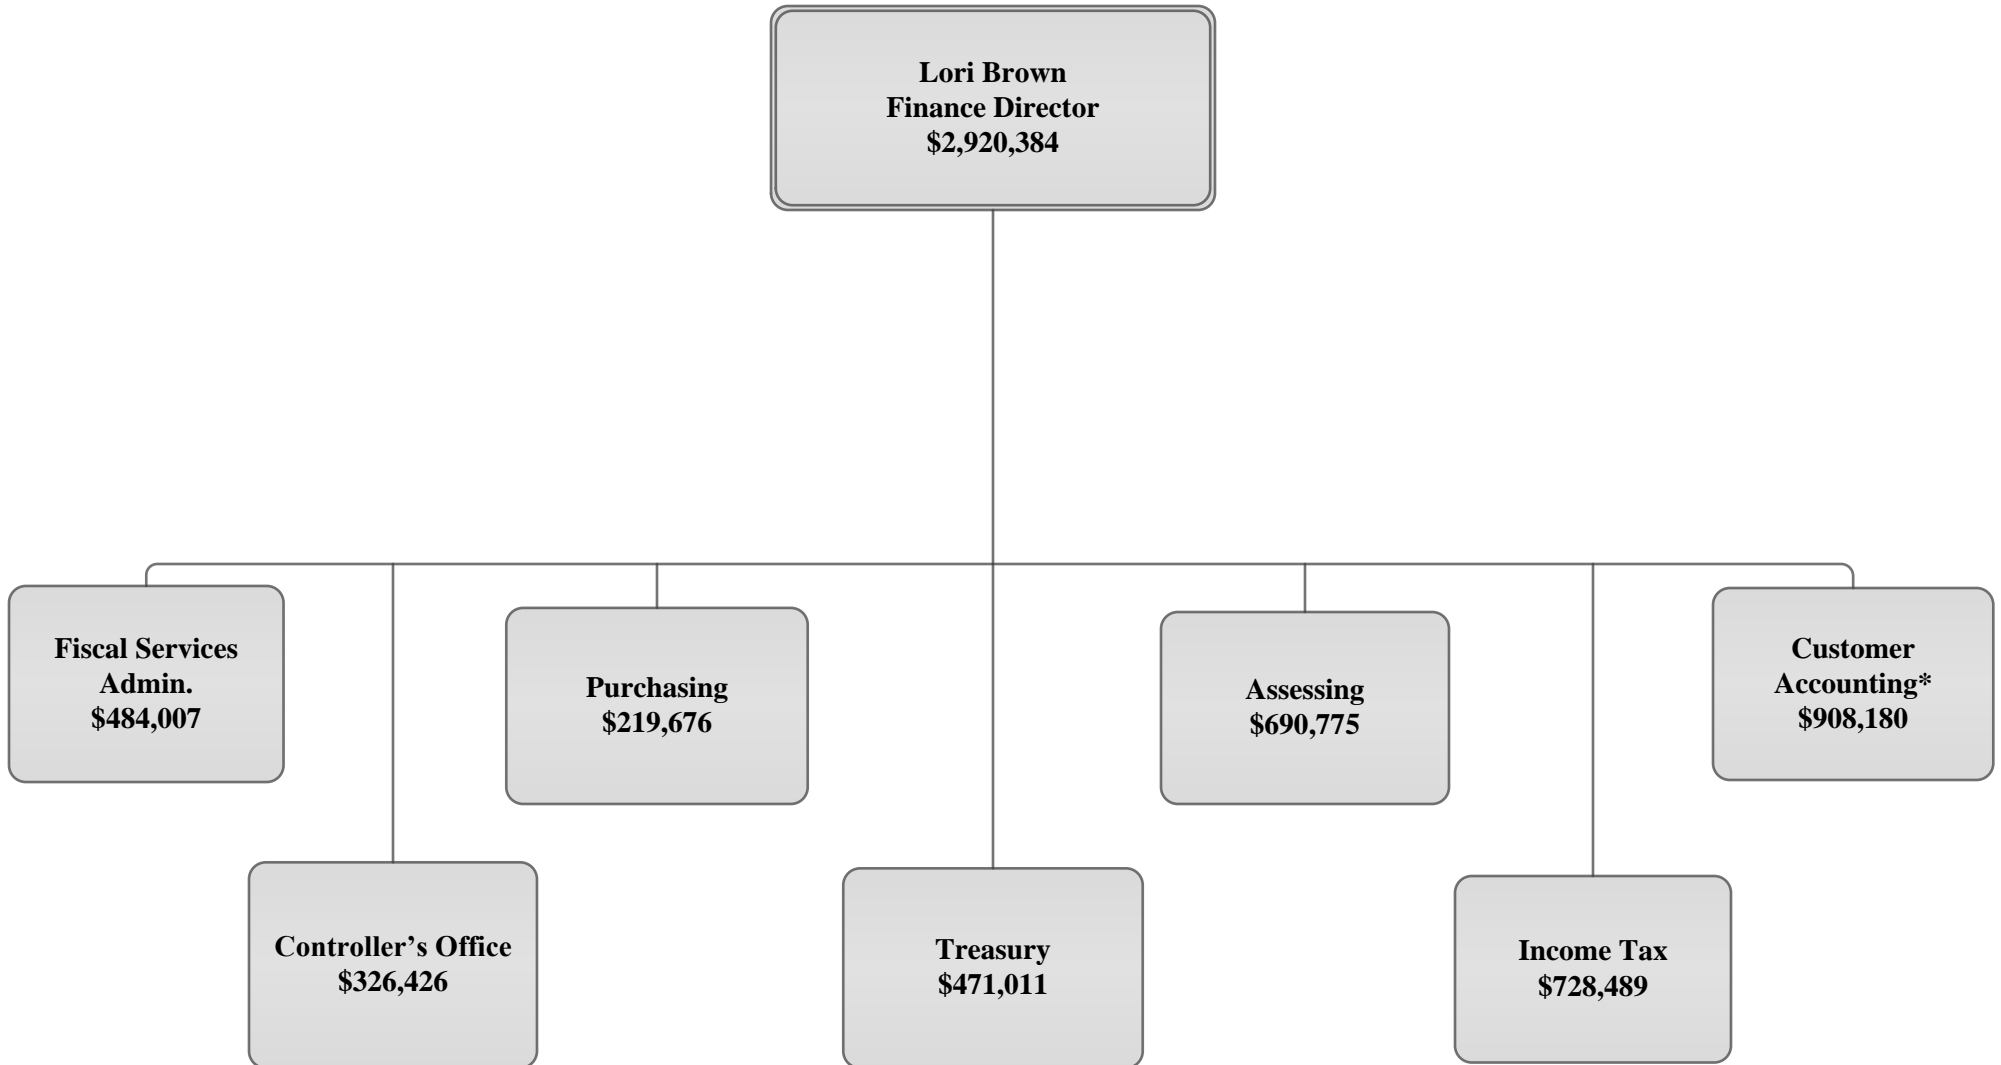 Lori Brown
Finance Director
$2,920,384
Fiscal Services
Admin.
$484,007
Purchasing
$219,676
Assessing
$690,775
Customer
Accounting*
$908,180
Controller’s Office
$326,426
Treasury
$471,011
Income Tax
$728,489